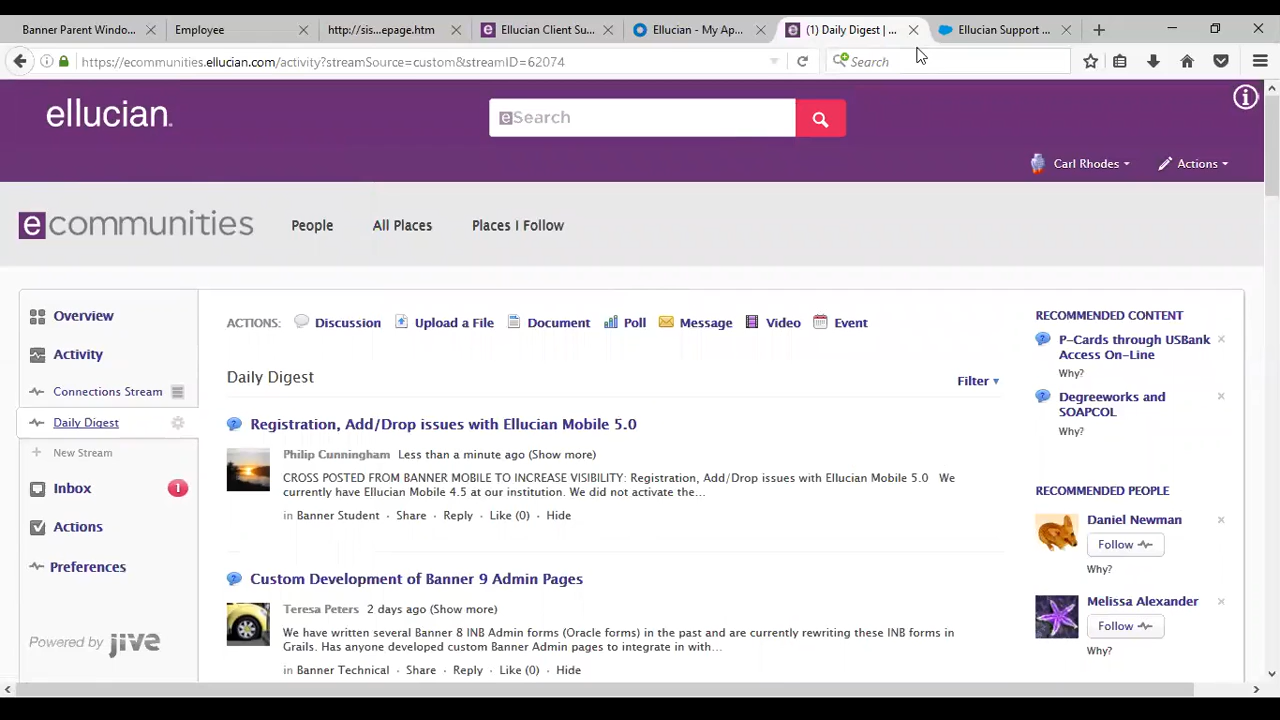 Banner Parent Windo...
Employee
http://sis...epage.htm
Ellucian Client Su...
Ellucian - My Ap...
(1) Daily Digest | ...
Ellucian Support ...
https://ecommunities.ellucian.com/activity?streamSource=custom&streamID=62074
Search
ellucian.
eSearch
Carl Rhodes
Actions
ecommunities
People
All Places
Places I Follow
Overview
Activity
Connections Stream
Daily Digest
New Stream
Inbox
1
Actions
Preferences
Powered by jive
ACTIONS:
Discussion
Upload a File
Document
Poll
Message
Video
Event
Daily Digest
Filter
Registration, Add/Drop issues with Ellucian Mobile 5.0
Philip Cunningham Less than a minute ago (Show more)
CROSS POSTED FROM BANNER MOBILE TO INCREASE VISIBILITY: Registration, Add/Drop issues with Ellucian Mobile 5.0 We
currently have Ellucian Mobile 4.5 at our institution. We did not activate the...
in Banner Student · Share · Reply · Like (0) · Hide
Custom Development of Banner 9 Admin Pages
Teresa Peters 2 days ago (Show more)
We have written several Banner 8 INB Admin forms (Oracle forms) in the past and are currently rewriting these INB forms in
Grails. Has anyone developed custom Banner Admin pages to integrate in with...
in Banner Technical · Share · Reply · Like (0) · Hide
RECOMMENDED CONTENT
P-Cards through USBank
Access On-Line
Why?
Degreeworks and
SOAPCOL
Why?
RECOMMENDED PEOPLE
Daniel Newman
Follow
Why?
Melissa Alexander
Follow
Why?